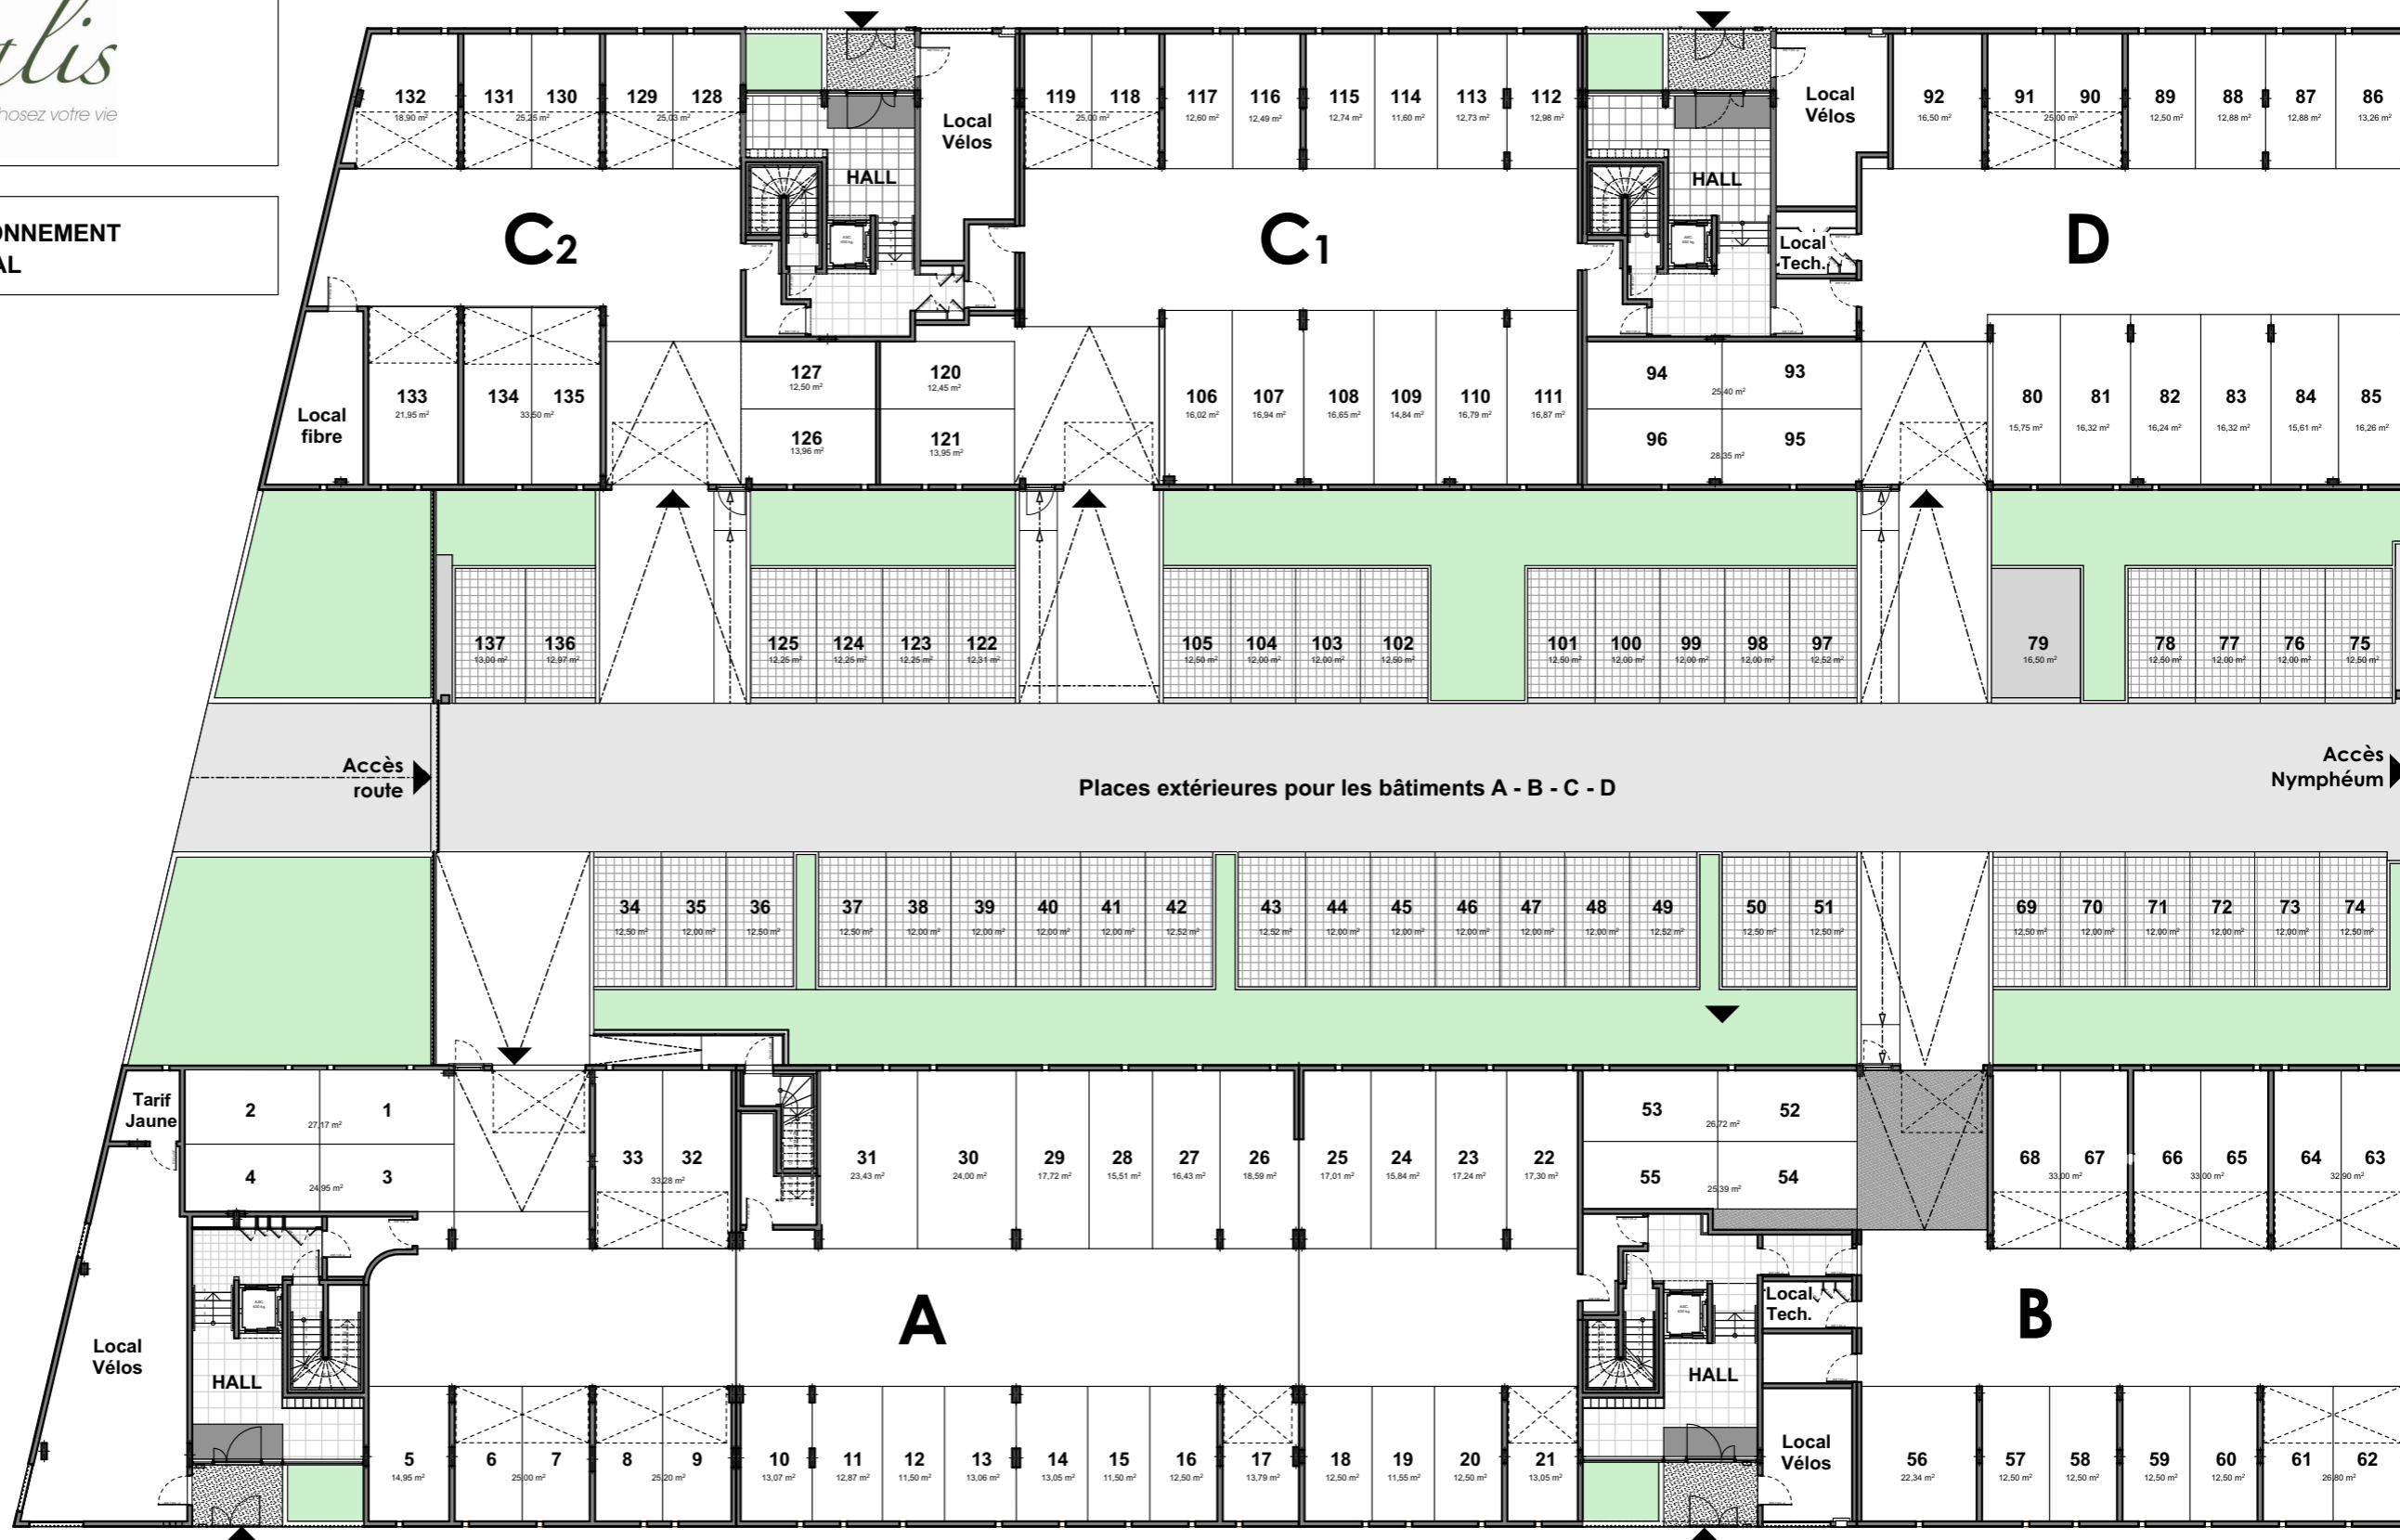 alis
hosez votre vie
ONNEMENT
AL
132 131 130 129 128 119 118 117 116 115 114 113 112 92 91 90 89 88 87 86
18,90 m² 25,25 m² 25,03 m² 25,00 m² 12,60 m² 12,49 m² 12,74 m² 11,60 m² 12,73 m² 12,98 m² 16,50 m² 25,00 m² 12,50 m² 12,88 m² 12,88 m² 13,26 m²
Local
Vélos
Local
Vélos
HALL
HALL
C2
C1
D
Local
Tech.
127 120 94 93
12,50 m² 12,45 m² 25,40 m²
133 134 135 106 107 108 109 110 111 80 81 82 83 84 85
21,95 m² 33,50 m² 16,02 m² 16,94 m² 16,65 m² 14,84 m² 16,79 m² 16,87 m² 15,75 m² 16,32 m² 16,24 m² 16,32 m² 15,61 m² 16,26 m²
Local
fibre
126 121 96 95
13,96 m² 13,95 m² 28,35 m²
137 136 125 124 123 122 105 104 103 102 101 100 99 98 97 79 78 77 76 75
13,00 m² 12,97 m² 12,25 m² 12,25 m² 12,25 m² 12,31 m² 12,50 m² 12,00 m² 12,00 m² 12,50 m² 12,50 m² 12,00 m² 12,00 m² 12,00 m² 12,52 m² 16,50 m² 12,50 m² 12,00 m² 12,00 m² 12,50 m²
Accès
route
Places extérieures pour les bâtiments A - B - C - D
Accès
Nymphéum
34 35 36 37 38 39 40 41 42 43 44 45 46 47 48 49 50 51 69 70 71 72 73 74
12,50 m² 12,00 m² 12,50 m² 12,50 m² 12,00 m² 12,00 m² 12,00 m² 12,00 m² 12,52 m² 12,52 m² 12,00 m² 12,00 m² 12,00 m² 12,00 m² 12,00 m² 12,52 m² 12,50 m² 12,50 m² 12,50 m² 12,00 m² 12,00 m² 12,00 m² 12,00 m² 12,50 m²
Tarif
Jaune
2 1 53 52
27,17 m² 26,72 m²
4 3 33 32 31 30 29 28 27 26 25 24 23 22 55 54 68 67 66 65 64 63
24,95 m² 33,28 m² 23,43 m² 24,00 m² 17,72 m² 15,51 m² 16,43 m² 18,59 m² 17,01 m² 15,84 m² 17,24 m² 17,30 m² 25,39 m² 33,00 m² 33,00 m² 32,90 m²
Local
Tech.
A
B
Local
Vélos
HALL
HALL
Local
Vélos
5 6 7 8 9 10 11 12 13 14 15 16 17 18 19 20 21 56 57 58 59 60 61 62
14,95 m² 25,00 m² 25,20 m² 13,07 m² 12,87 m² 11,50 m² 13,06 m² 13,05 m² 11,50 m² 12,50 m² 13,79 m² 12,50 m² 11,55 m² 12,50 m² 13,05 m² 22,34 m² 12,50 m² 12,50 m² 12,50 m² 12,50 m² 26,80 m²